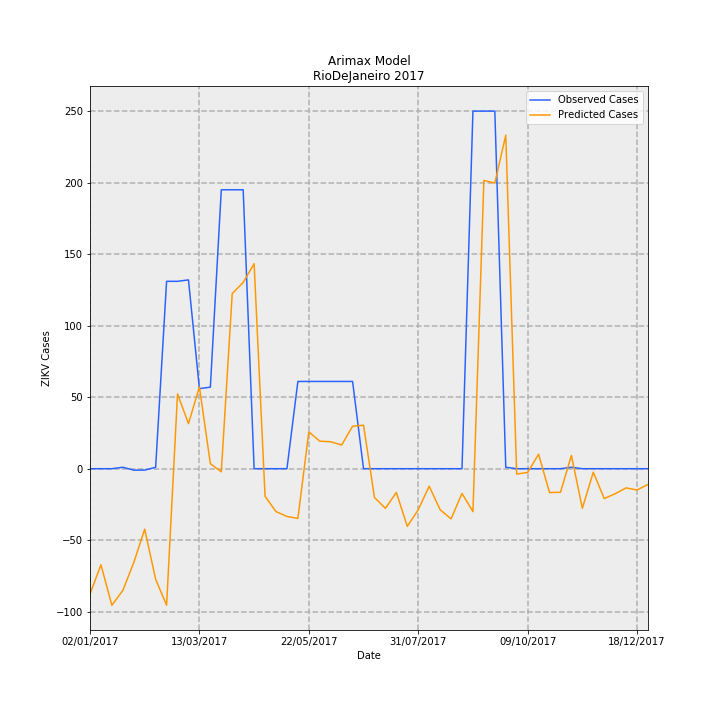 Arimax Model
RioDeJaneiro 2017
Observed Cases
Predicted Cases
ZIKV Cases
250
200
150
100
50
0
−50
−100
02/01/2017
13/03/2017
22/05/2017
31/07/2017
09/10/2017
18/12/2017
Date